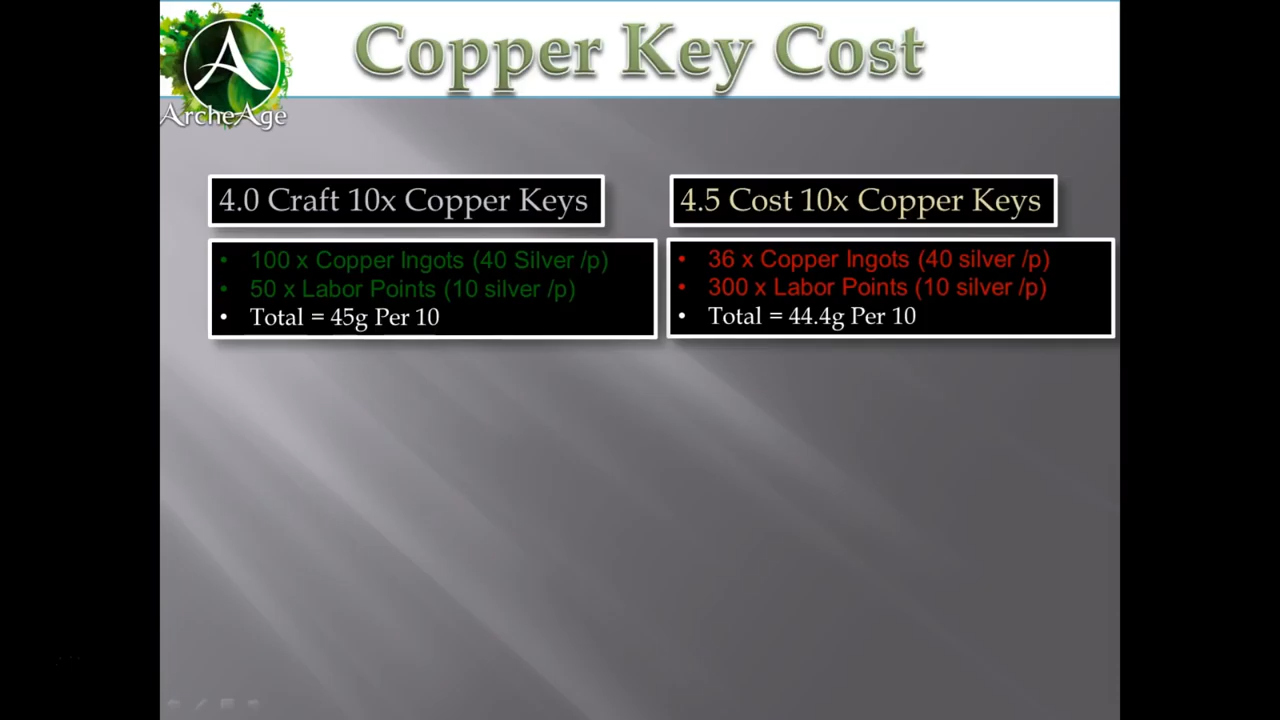 Copper Key Cost
ArcheAge
4.0 Craft 10x Copper Keys
• 100 x Copper Ingots (40 Silver /p)
• 50 x Labor Points (10 silver /p)
• Total = 45g Per 10
4.5 Cost 10x Copper Keys
• 36 x Copper Ingots (40 silver /p)
• 300 x Labor Points (10 silver /p)
• Total = 44.4g Per 10